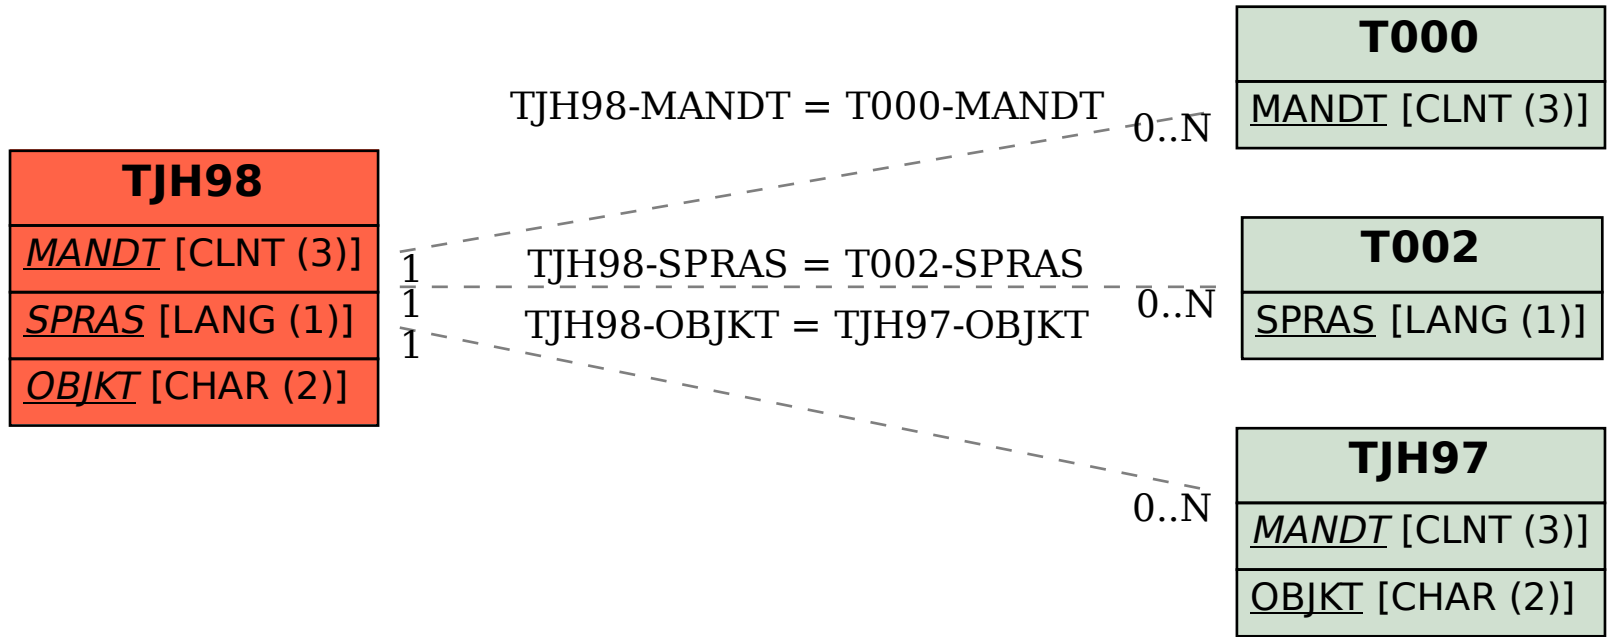 TJH98
MANDT [CLNT (3)]
SPRAS [LANG (1)]
OBJKT [CHAR (2)]
TJH98-MANDT = T000-MANDT
0..N
1
TJH98-SPRAS = T002-SPRAS
0..N
1
TJH98-OBJKT = TJH97-OBJKT
0..N
1
T000
MANDT [CLNT (3)]
T002
SPRAS [LANG (1)]
TJH97
MANDT [CLNT (3)]
OBJKT [CHAR (2)]